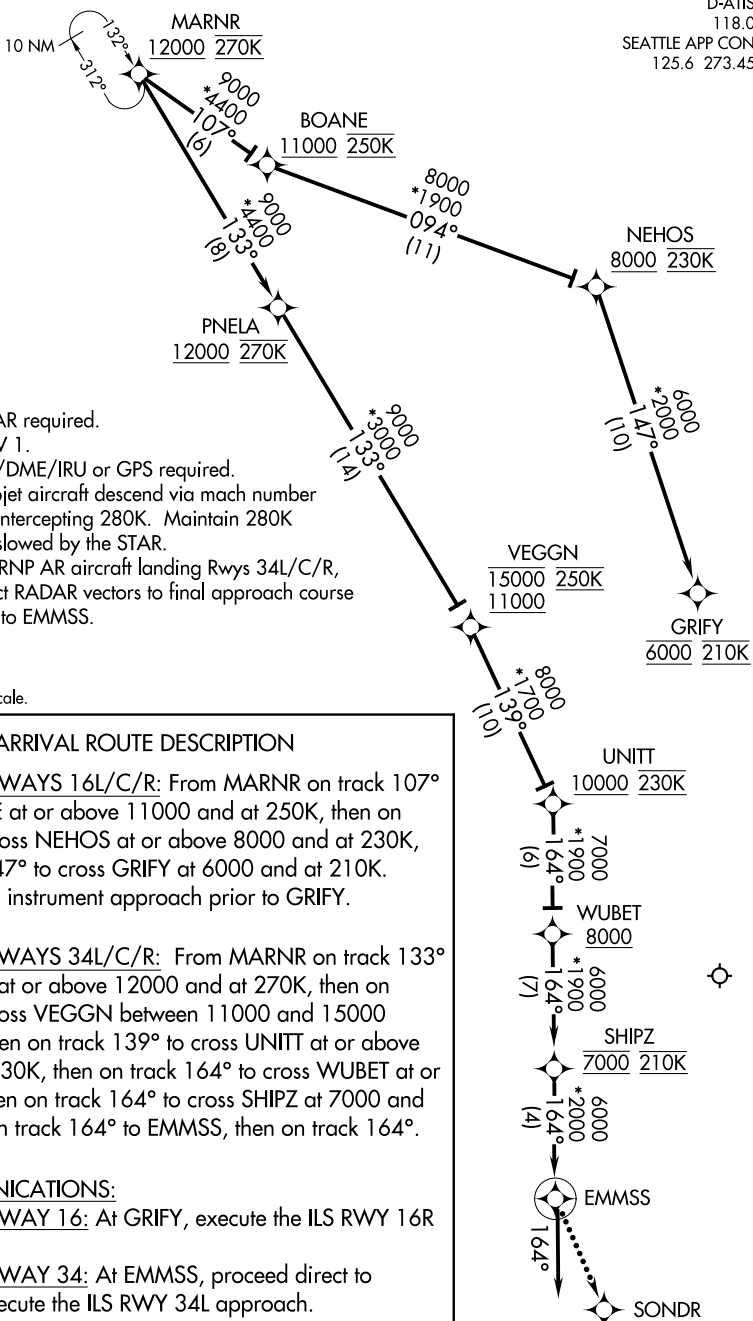 D-ATIS
118.0
SEATTLE APP CON
125.6 273.45
MARNR
12000 270K
10 NM
132°
312°
9000
*4400
107°
(6)
BOANE
11000 250K
8000
*1900
094°
(11)
NEHOS
8000 230K
9000
*4400
133°
(8)
PNELA
12000 270K
6000
*2000
147°
(10)
9000
*3000
133°
(14)
GRIFY
6000 210K
AR required.
1.
/DME/IRU or GPS required.
jet aircraft descend via mach number
intercepting 280K. Maintain 280K
slowed by the STAR.
RNP AR aircraft landing Rwys 34L/C/R,
ct RADAR vectors to final approach course
to EMMSS.
cale.
VEGGN
15000 250K
11000
8000
*1700
139°
(10)
UNITT
10000 230K
7000
*1900
164°
(6)
WUBET
8000
6000
*1900
164°
(7)
SHIPZ
7000 210K
6000
*2000
164°
(4)
EMMSS
164°
SONDR
ARRIVAL ROUTE DESCRIPTION
WAYS 16L/C/R: From MARNR on track 107°
E at or above 11000 and at 250K, then on
oss NEHOS at or above 8000 and at 230K,
47° to cross GRIFY at 6000 and at 210K.
instrument approach prior to GRIFY.
WAYS 34L/C/R: From MARNR on track 133°
at or above 12000 and at 270K, then on
oss VEGGN between 11000 and 15000
en on track 139° to cross UNITT at or above
30K, then on track 164° to cross WUBET at or
en on track 164° to cross SHIPZ at 7000 and
n track 164° to EMMSS, then on track 164°.
NICATIONS:
WAY 16: At GRIFY, execute the ILS RWY 16R
WAY 34: At EMMSS, proceed direct to
ecute the ILS RWY 34L approach.